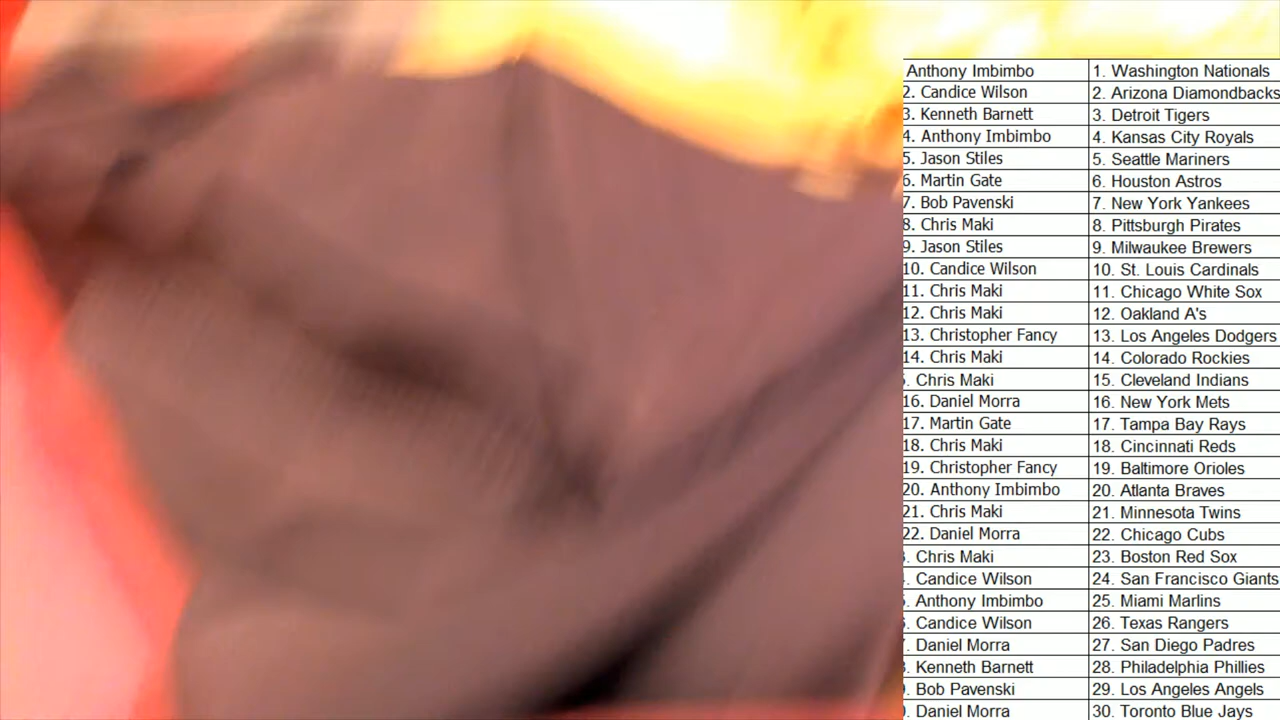 Anthony Imbimbo 1. Washington Nationals
2. Candice Wilson 2. Arizona Diamondbacks
3. Kenneth Barnett 3. Detroit Tigers
4. Anthony Imbimbo 4. Kansas City Royals
5. Jason Stiles 5. Seattle Mariners
6. Martin Gate 6. Houston Astros
7. Bob Pavenski 7. New York Yankees
8. Chris Maki 8. Pittsburgh Pirates
9. Jason Stiles 9. Milwaukee Brewers
10. Candice Wilson 10. St. Louis Cardinals
11. Chris Maki 11. Chicago White Sox
12. Chris Maki 12. Oakland A's
13. Christopher Fancy 13. Los Angeles Dodgers
14. Chris Maki 14. Colorado Rockies
. Chris Maki 15. Cleveland Indians
16. Daniel Morra 16. New York Mets
17. Martin Gate 17. Tampa Bay Rays
18. Chris Maki 18. Cincinnati Reds
19. Christopher Fancy 19. Baltimore Orioles
20. Anthony Imbimbo 20. Atlanta Braves
21. Chris Maki 21. Minnesota Twins
22. Daniel Morra 22. Chicago Cubs
. Chris Maki 23. Boston Red Sox
. Candice Wilson 24. San Francisco Giants
. Anthony Imbimbo 25. Miami Marlins
. Candice Wilson 26. Texas Rangers
. Daniel Morra 27. San Diego Padres
. Kenneth Barnett 28. Philadelphia Phillies
. Bob Pavenski 29. Los Angeles Angels
. Daniel Morra 30. Toronto Blue Jays